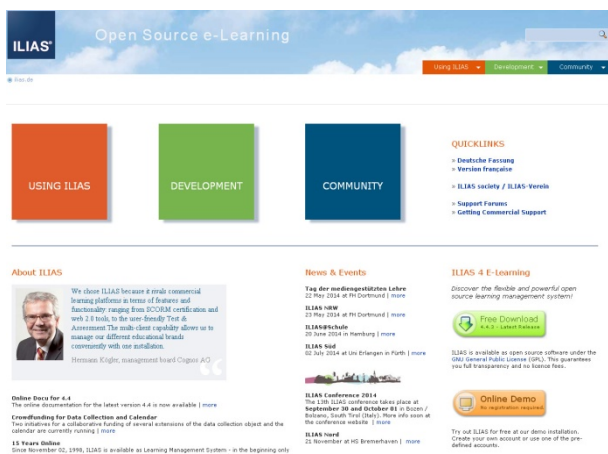 ILIAS®
Open Source e-Learning
Using ILIAS
Development
Community
ilias.de
USING ILIAS
DEVELOPMENT
COMMUNITY
QUICKLINKS
» Deutsche Fassung
» Version française
» ILIAS society / ILIAS-Verein
» Support Forums
» Getting Commercial Support
About ILIAS
We chose ILIAS because it rivals commercial
learning platforms in terms of features and
functionality: ranging from SCORM certification and
web 2.0 tools, to the user-friendly Test &
Assessment.The multi-client capability allows us to
manage our different educational brands
conveniently with one installation.
Hermann Kögler, management board Cognos AG
Online Docu for 4.4
The online documentation for the latest version 4.4 is now available | more
Crowdfunding for Data Collection and Calendar
Two initiatives for a collaborative funding of several extensions of the data collection object and the
calendar are currently running | more
15 Years Online
Since November 02, 1998, ILIAS is available as Learning Management System - in the beginning only
News & Events
Tag der mediengestützten Lehre
22 May 2014 at FH Dortmund | more
ILIAS NRW
23 May 2014 at FH Dortmund | more
ILIAS@Schule
20 June 2014 in Hamburg | more
ILIAS Süd
02 July 2014 at Uni Erlangen in Fürth | more
ILIAS Conference 2014
The 13th ILIAS conference takes place at
September 30 and October 01 in Bozen /
Bolzano, South Tirol (Italy). More info soon at
the conference website | more
ILIAS Nord
21 November at HS Bremerhaven | more
ILIAS 4 E-Learning
Discover the flexible and powerful open
source learning management system!
Free Download
4.4.3 - Latest Release
ILIAS is available as open source software under the
GNU General Public License (GPL). This guarantees
you full transparency and no license fees.
Online Demo
No registration required.
Try out ILIAS for free at our demo installation.
Create your own account or use one of the pre-
defined accounts.